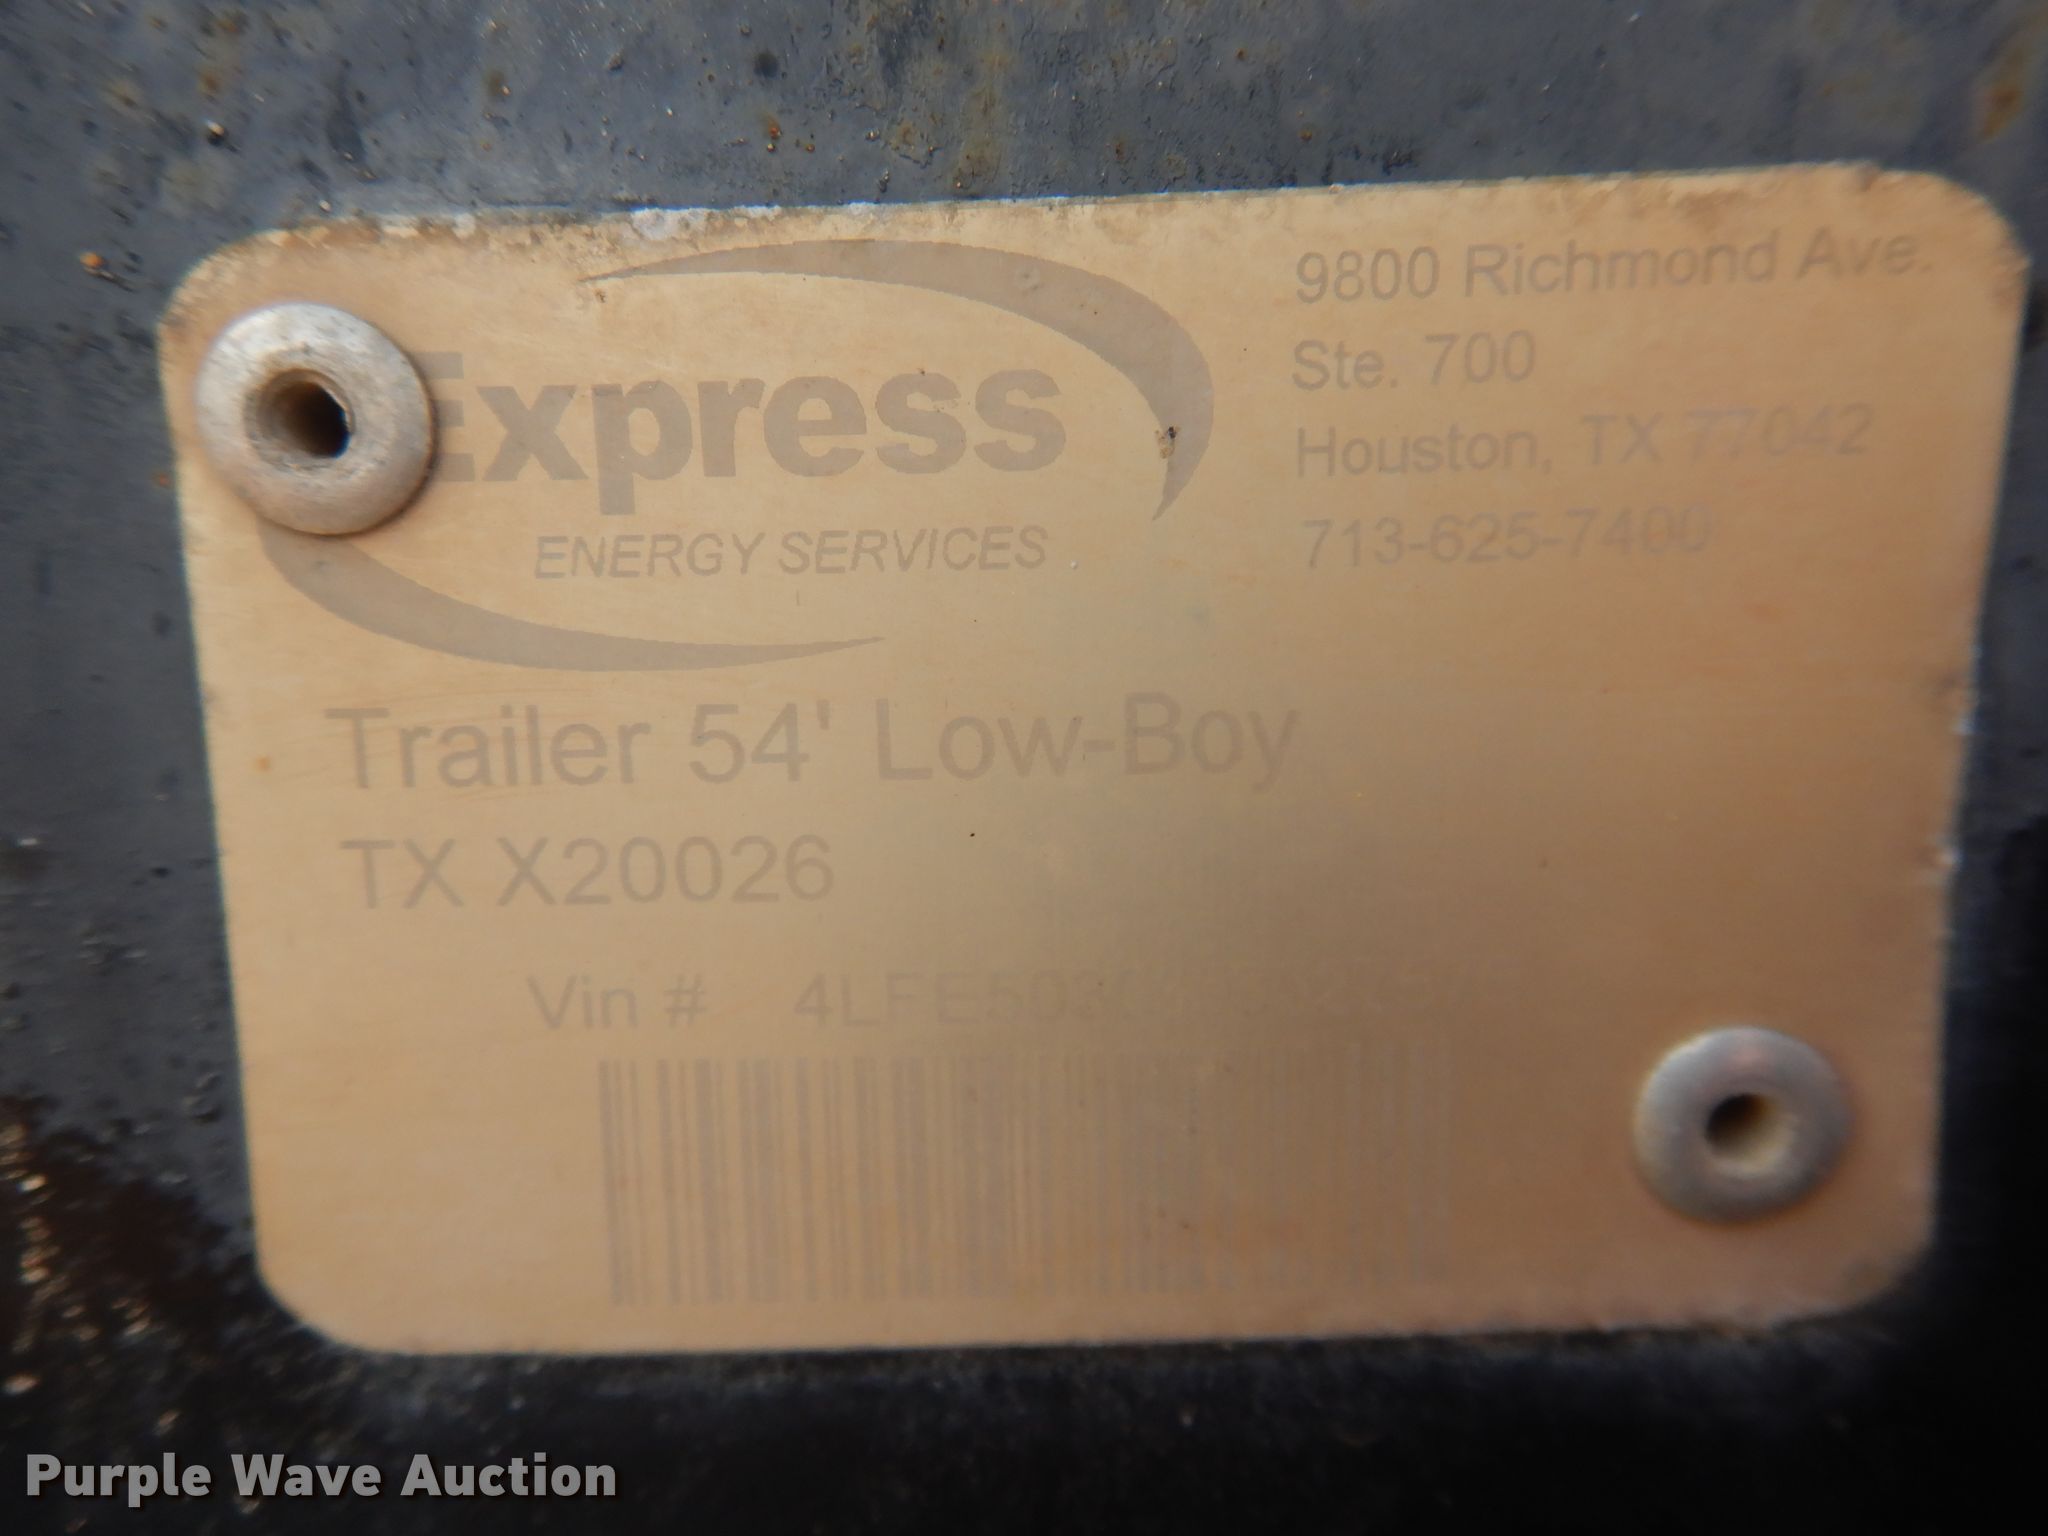 Express
ENERGY SERVICES
9800 Richmond Ave.
Ste. 700
Houston, TX 77042
713-625-7400
Trailer 54' Low-Boy
TX X20026
Vin #
Purple Wave Auction